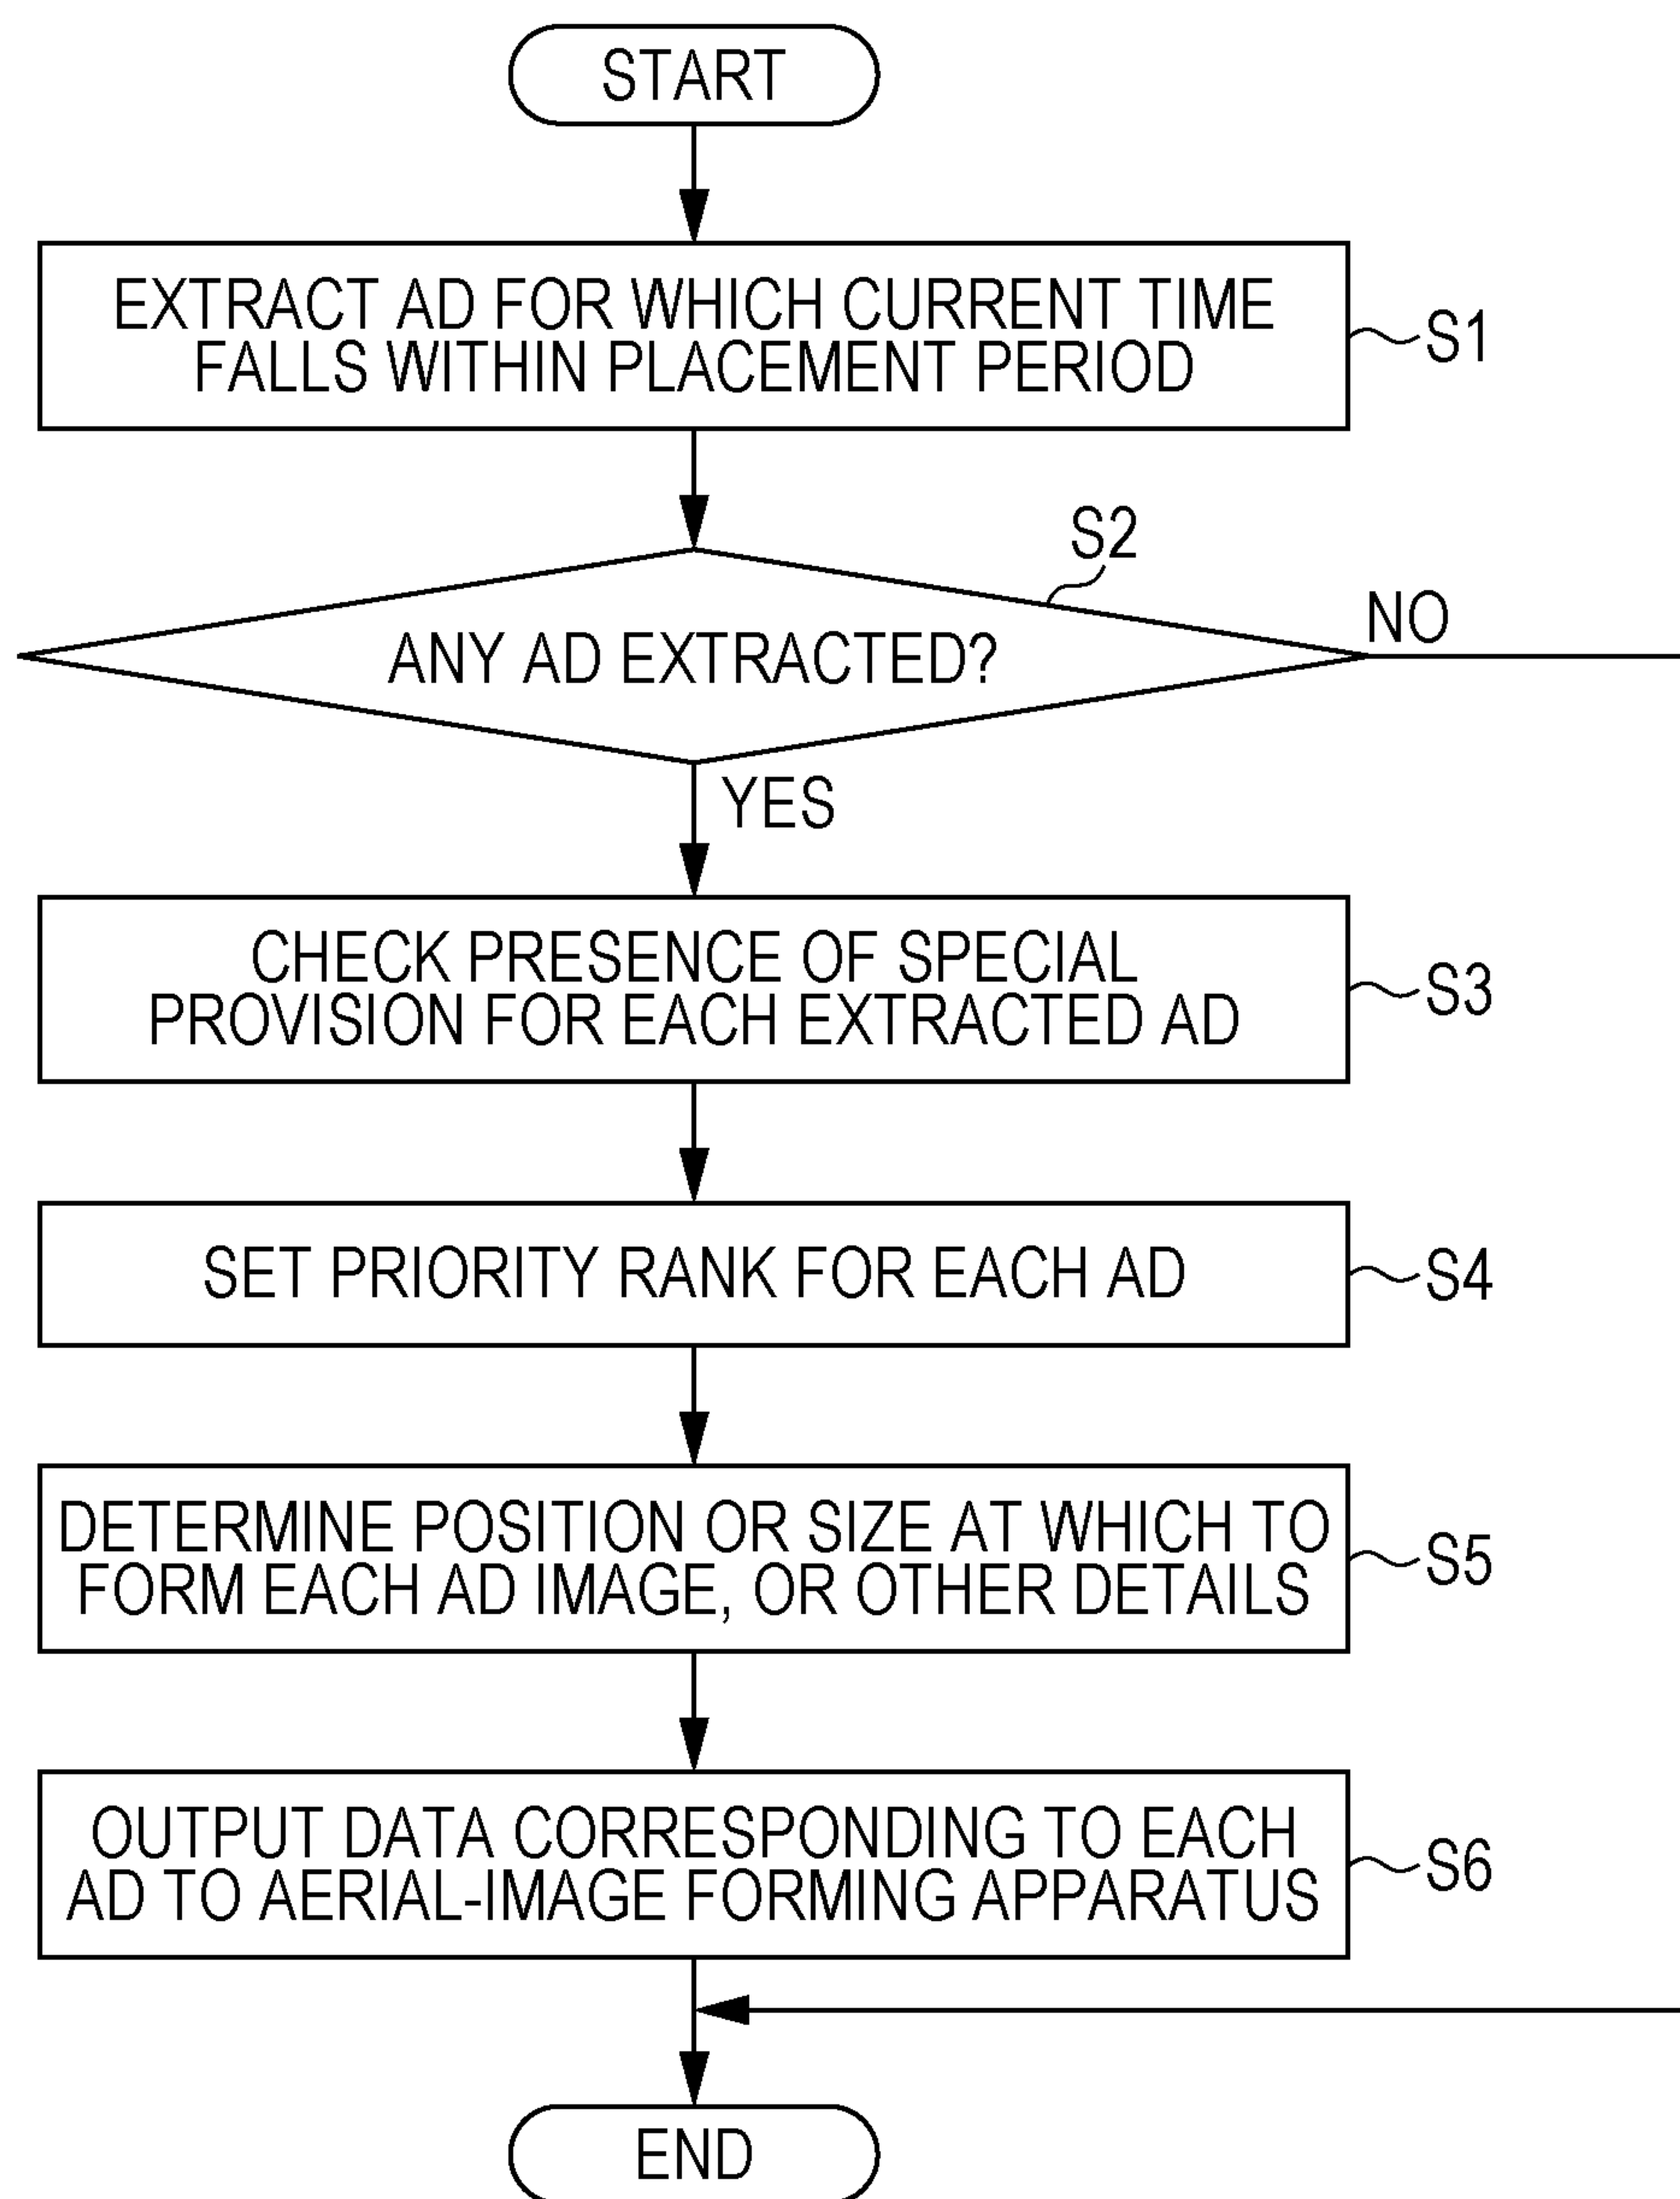 START
EXTRACT AD FOR WHICH CURRENT TIME
FALLS WITHIN PLACEMENT PERIOD
S1
S2
ANY AD EXTRACTED?
NO
YES
CHECK PRESENCE OF SPECIAL
PROVISION FOR EACH EXTRACTED AD
S3
SET PRIORITY RANK FOR EACH AD
S4
DETERMINE POSITION OR SIZE AT WHICH TO
FORM EACH AD IMAGE, OR OTHER DETAILS
S5
OUTPUT DATA CORRESPONDING TO EACH
AD TO AERIAL-IMAGE FORMING APPARATUS
S6
END